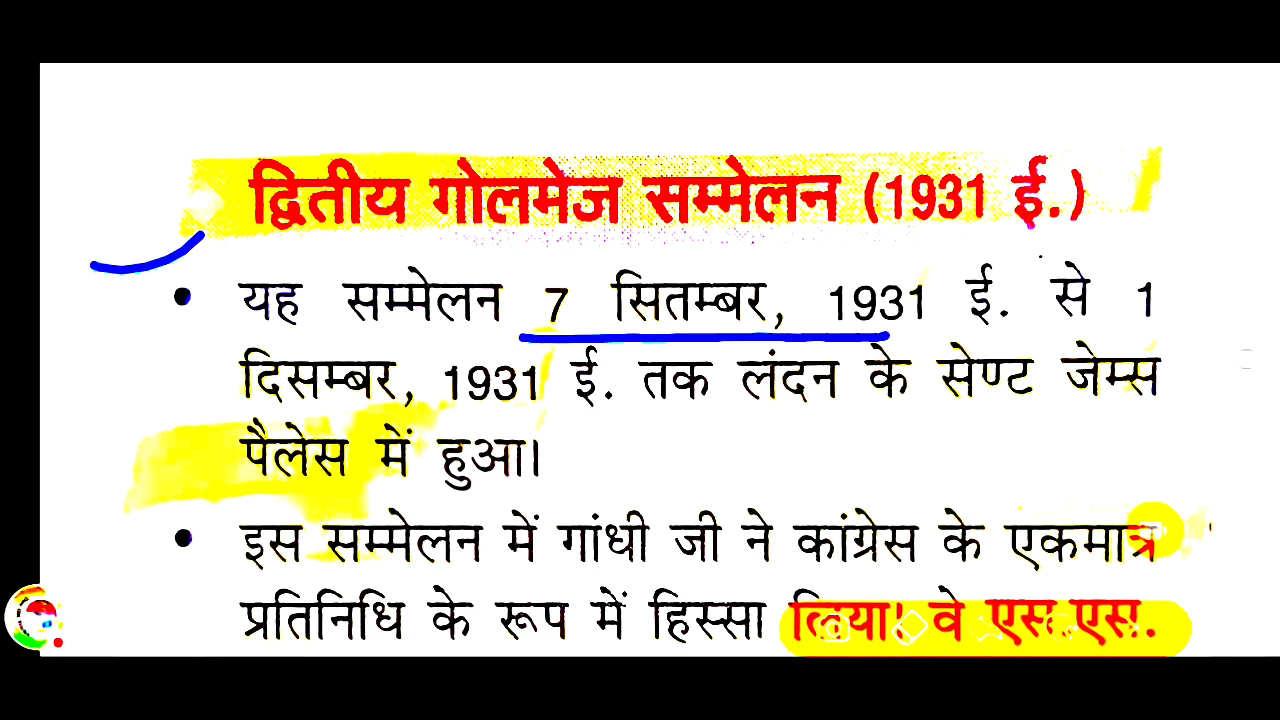 द्वितीय गोलमेज सम्मेलन (1931 ई.)
• यह सम्मेलन 7 सितम्बर, 1931 ई. से 1
दिसम्बर, 1931 ई. तक लंदन के सेण्ट जेम्स
पैलेस में हुआ।
• इस सम्मेलन में गांधी जी ने कांग्रेस के एकमात्र
प्रतिनिधि के रूप में हिस्सा लिया। वे एस.एस.